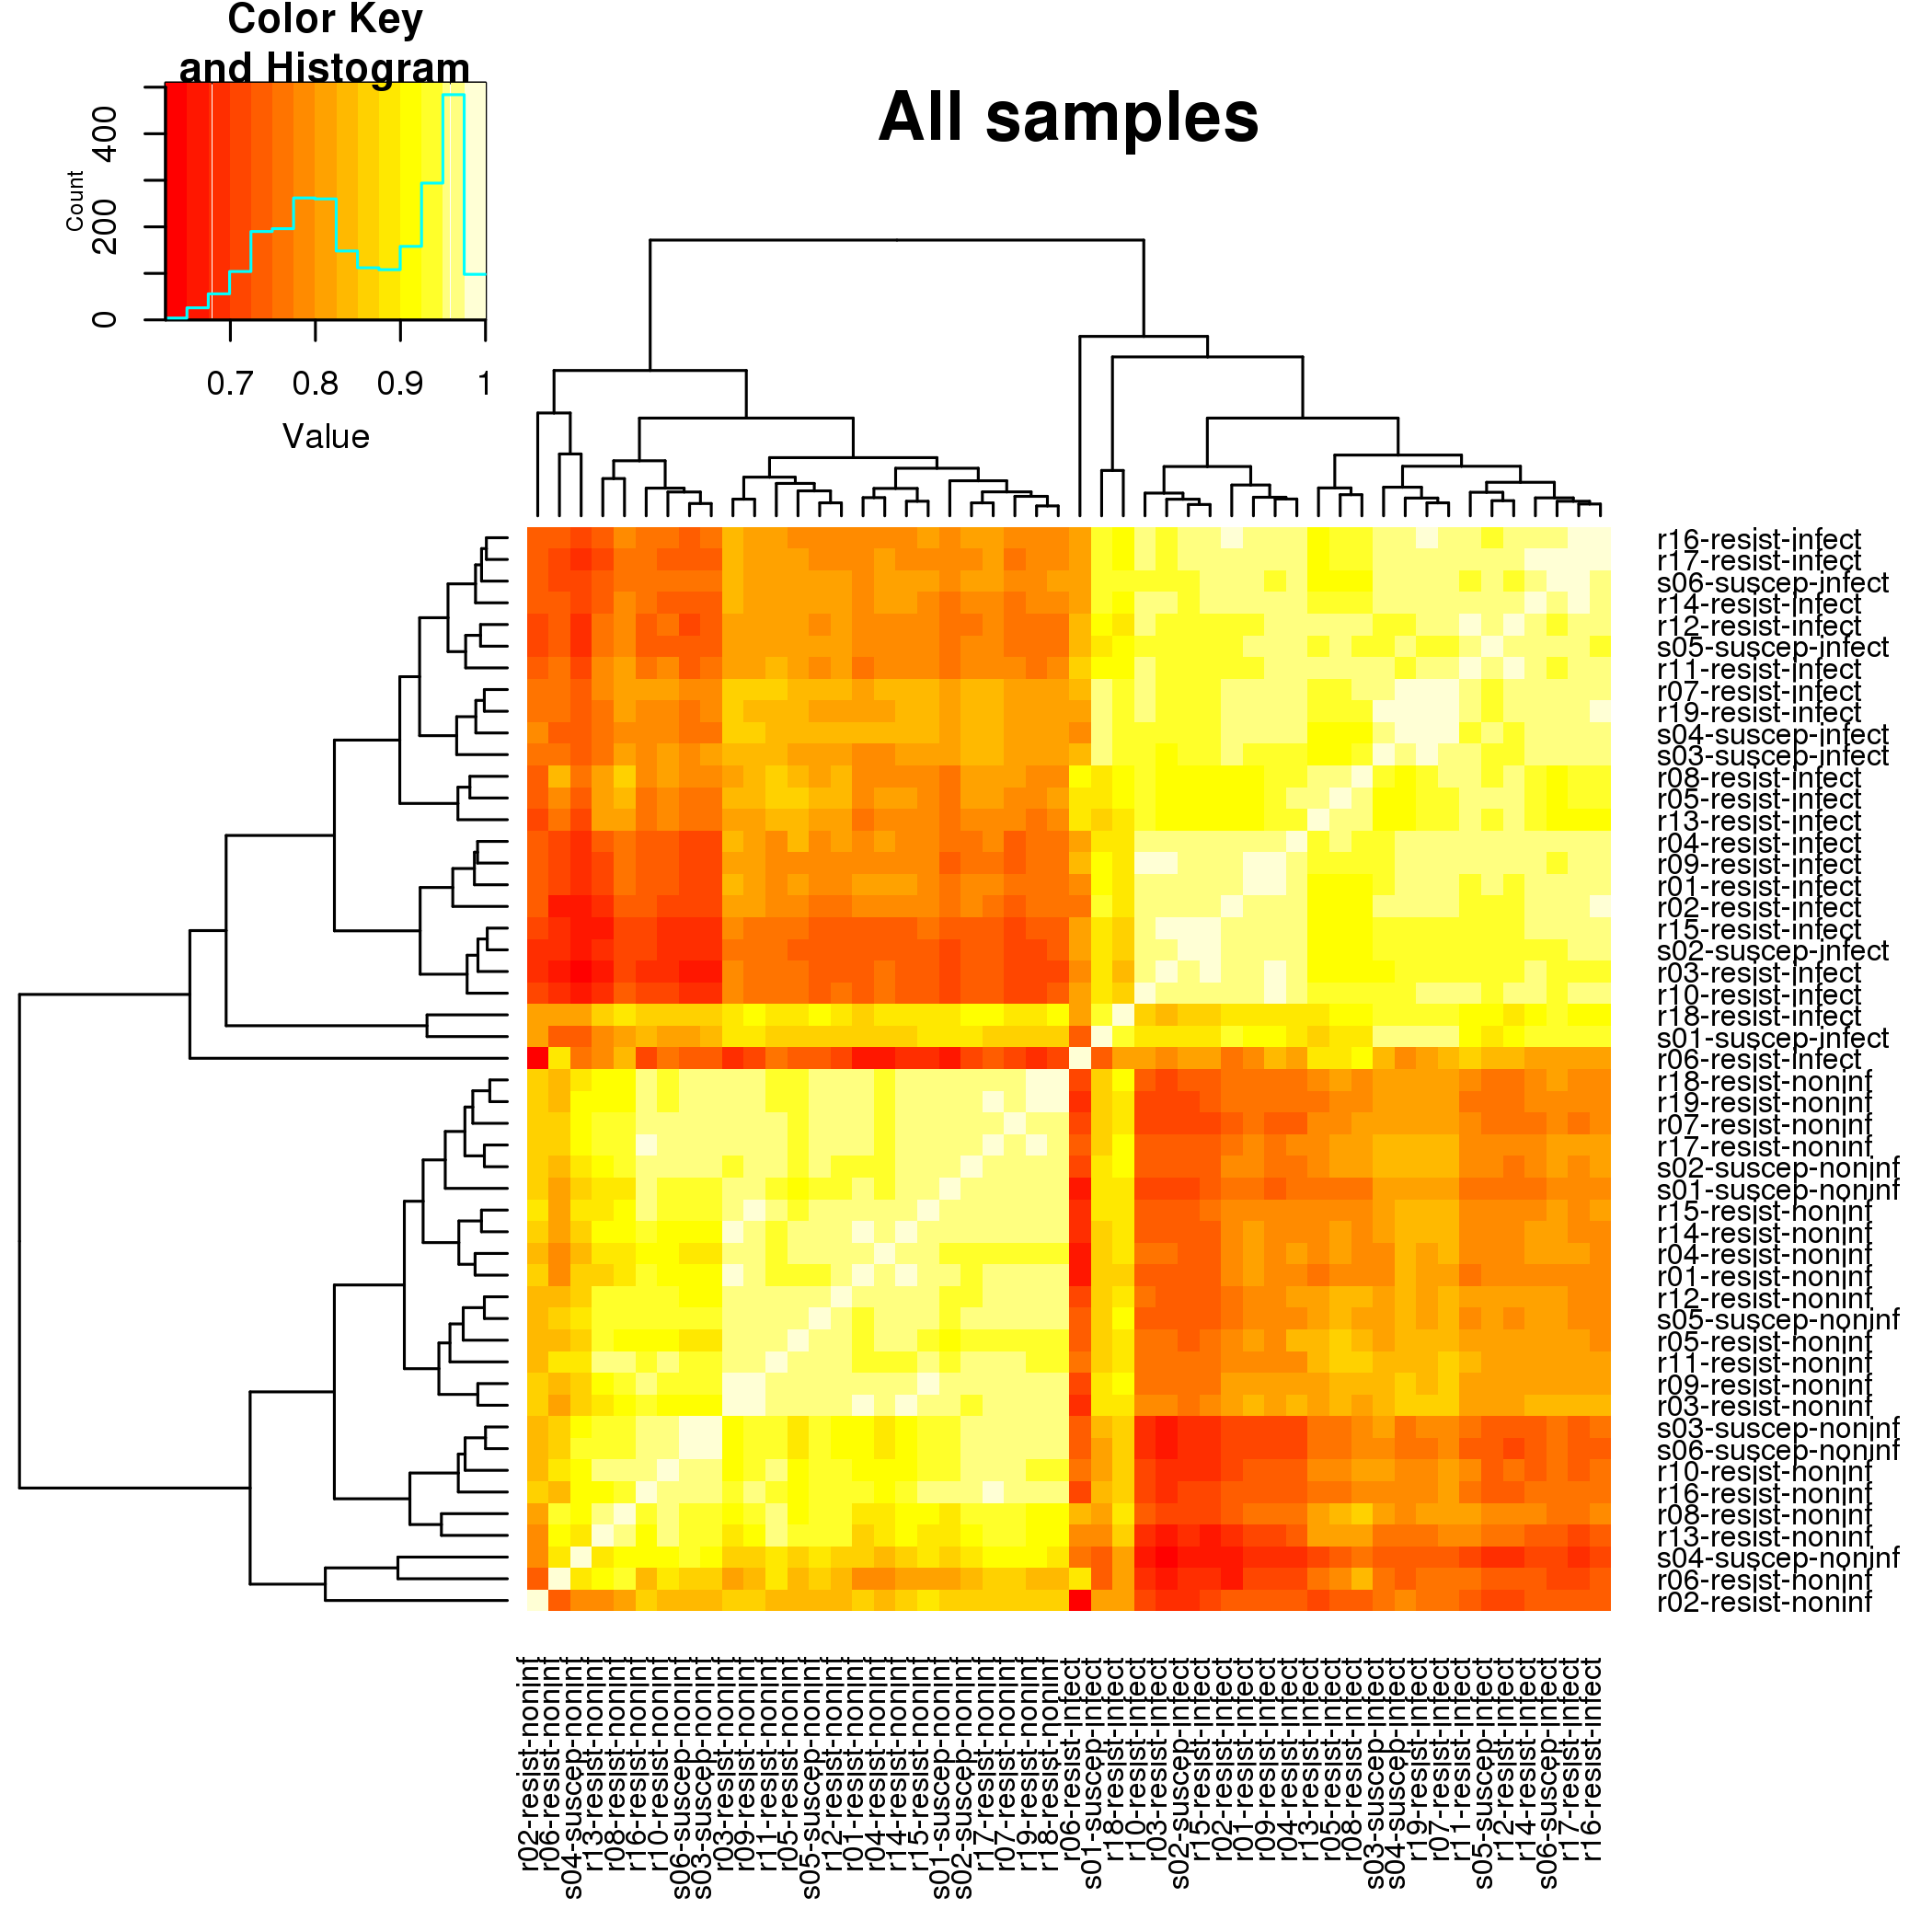 Color Key
and Histogram
All samples
Count
0
200
400
0.7
0.8
0.9
1
Value
r16-resist-infect
r17-resist-infect
s06-suscep-infect
r14-resist-infect
r12-resist-infect
s05-suscep-infect
r11-resist-infect
r07-resist-infect
r19-resist-infect
s04-suscep-infect
s03-suscep-infect
r08-resist-infect
r05-resist-infect
r13-resist-infect
r04-resist-infect
r09-resist-infect
r01-resist-infect
r02-resist-infect
r15-resist-infect
s02-suscep-infect
r03-resist-infect
r10-resist-infect
r18-resist-infect
s01-suscep-infect
r06-resist-infect
r18-resist-noninf
r19-resist-noninf
r07-resist-noninf
r17-resist-noninf
s02-suscep-noninf
s01-suscep-noninf
r15-resist-noninf
r14-resist-noninf
r04-resist-noninf
r01-resist-noninf
r12-resist-noninf
s05-suscep-noninf
r05-resist-noninf
r11-resist-noninf
r09-resist-noninf
r03-resist-noninf
s03-suscep-noninf
s06-suscep-noninf
r10-resist-noninf
r16-resist-noninf
r08-resist-noninf
r13-resist-noninf
s04-suscep-noninf
r06-resist-noninf
r02-resist-noninf
r02-resist-noninf
r06-resist-noninf
s04-suscep-noninf
r13-resist-noninf
r08-resist-noninf
r16-resist-noninf
r10-resist-noninf
s06-suscep-noninf
s03-suscep-noninf
r03-resist-noninf
r09-resist-noninf
r11-resist-noninf
r05-resist-noninf
s05-suscep-noninf
r12-resist-noninf
r01-resist-noninf
r04-resist-noninf
r14-resist-noninf
r15-resist-noninf
s01-suscep-noninf
s02-suscep-noninf
r17-resist-noninf
r07-resist-noninf
r19-resist-noninf
r18-resist-noninf
r06-resist-infect
s01-suscep-infect
r18-resist-infect
r10-resist-infect
r03-resist-infect
s02-suscep-infect
r15-resist-infect
r02-resist-infect
r01-resist-infect
r09-resist-infect
r04-resist-infect
r13-resist-infect
r05-resist-infect
r08-resist-infect
s03-suscep-infect
s04-suscep-infect
r19-resist-infect
r07-resist-infect
r11-resist-infect
s05-suscep-infect
r12-resist-infect
r14-resist-infect
s06-suscep-infect
r17-resist-infect
r16-resist-infect